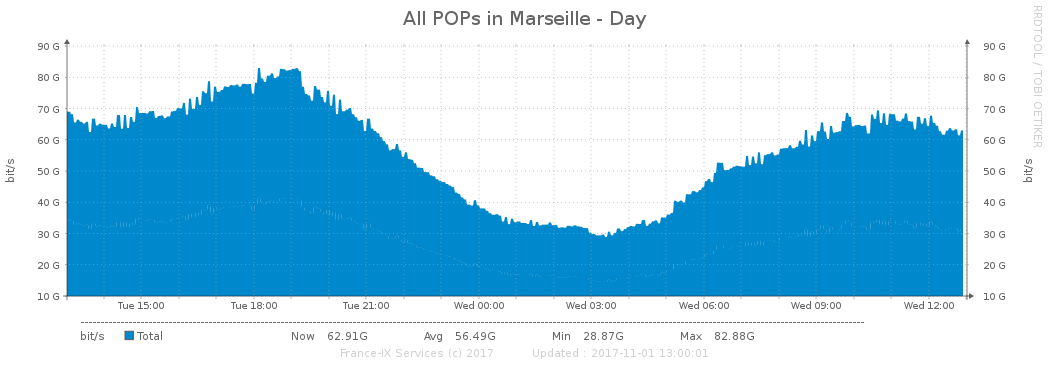 All POPs in Marseille - Day
RRDTOOL / TOBI OETIKER
90 G 90 G
80 G 80 G
70 G 70 G
60 G 60 G
50 G 50 G
40 G 40 G
30 G 30 G
20 G 20 G
10 G 10 G
bit/s bit/s
Tue 15:00 Tue 18:00 Tue 21:00 Wed 00:00 Wed 03:00 Wed 06:00 Wed 09:00 Wed 12:00
bit/s Total Now 62.91G Avg 56.49G Min 28.87G Max 82.88G
France-IX Services (c) 2017 Updated : 2017-11-01 13:00:01